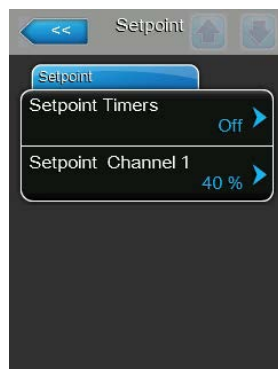 << Setpoint
Setpoint
Setpoint Timers
Off
Setpoint Channel 1
40 %